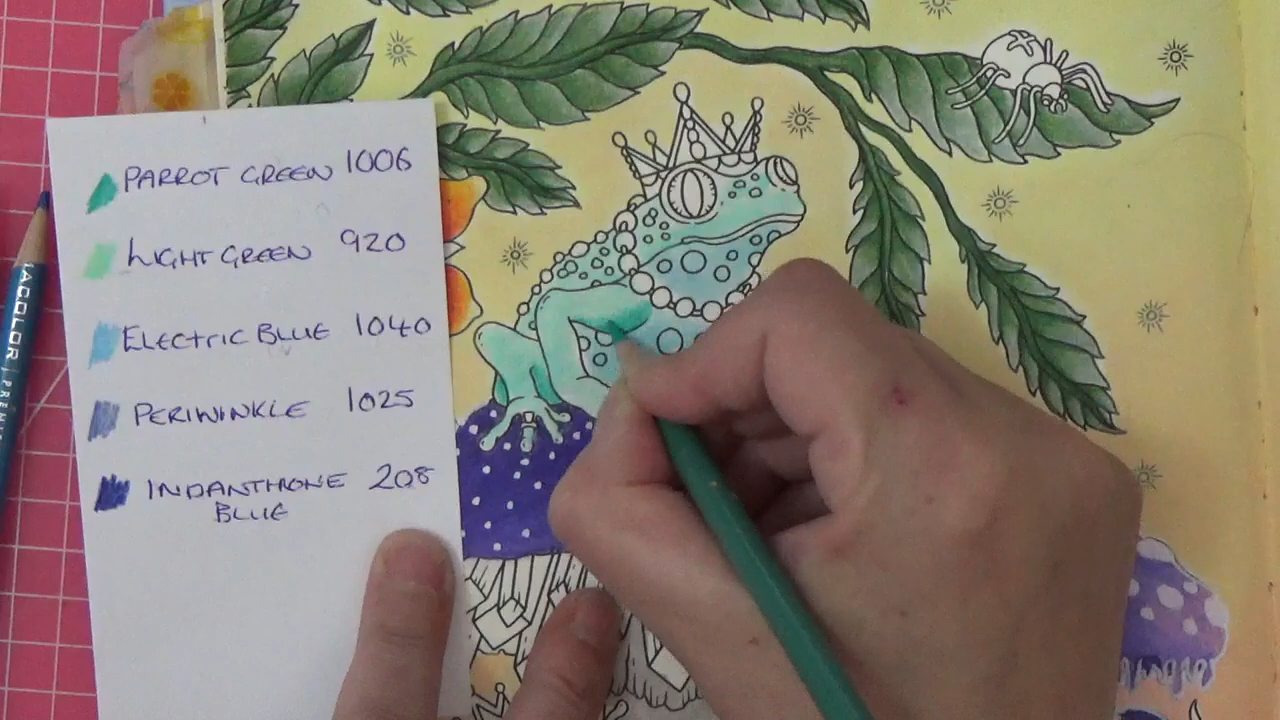 PARROT GREEN 1006
LIGHT GREEN 920
ELECTRIC BLUE 1040
PERIWINKLE 1025
INDANTHRONE 208
BLUE